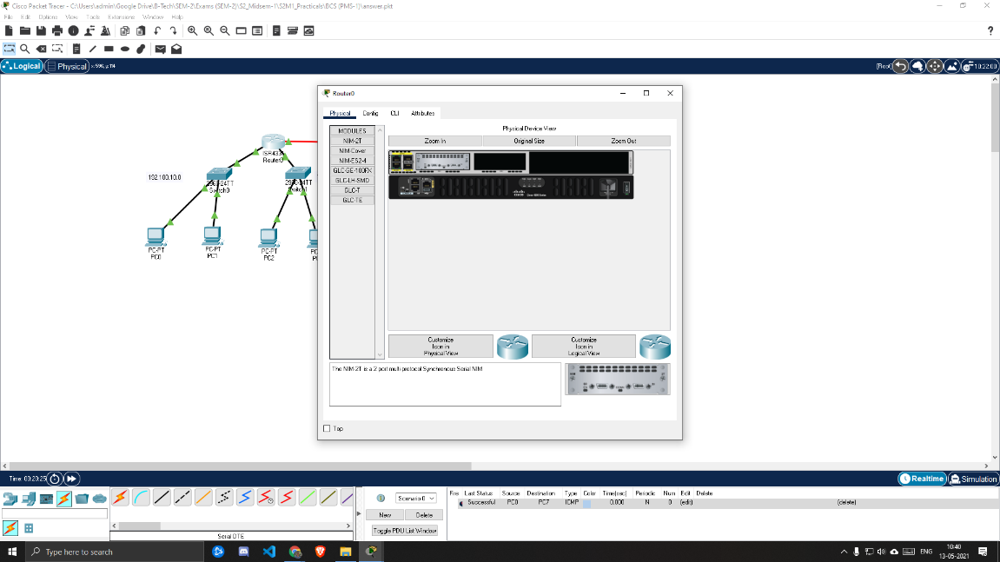 Cisco Packet Tracer - C:\Users\admin\Google Drive\B-Tech\SEM-2\Exams (SEM-2)\S2_Midsem-1\S2M1_Practicals\BCS (PMS-1)\answer.pkt
File Edit Options View Tools Extensions Window Help
?
Logical Physical x: 596, y: 114 [Root] 10:22:00
Router0
Physical Config CLI Attributes
MODULES
NIM-2T
NIM-Cover
NIM-ES2-4
GLC-GE-100FX
GLC-LH-SMD
GLC-T
GLC-TE
Physical Device View
Zoom In Original Size Zoom Out
Customize
Icon in
Physical View
Customize
Icon in
Logical View
The NIM-2T is a 2 port multi-protocol Synchronous Serial NIM
Top
ISR433
Router0
192.100.10.0
2960-24TT
Switch0
2960-24TT
Switch1
PC-PT
PC0
PC-PT
PC1
PC-PT
PC2
Time: 00:20:25
Realtime Simulation
Scenario 0
New Delete
Toggle PDU List Window
Serial DTE
Fire Last Status Source Destination Type Color Time(sec) Periodic Num Edit Delete
Successful PC0 PC7 ICMP 0.000 N 0 (edit) (delete)
Type here to search
ENG
10:40
13-05-2021